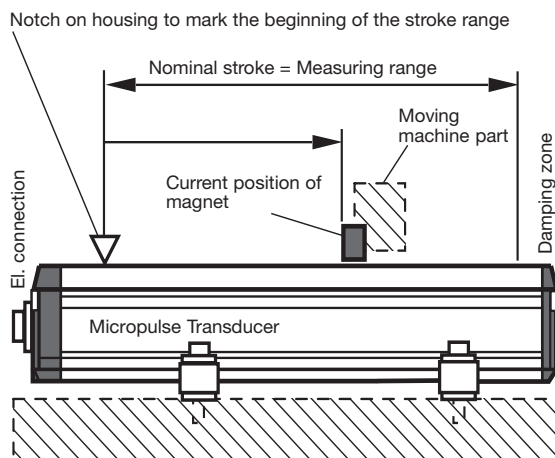 Notch on housing to mark the beginning of the stroke range
Nominal stroke = Measuring range
Moving
machine part
Current position of
magnet
El. connection
Damping zone
Micropulse Transducer